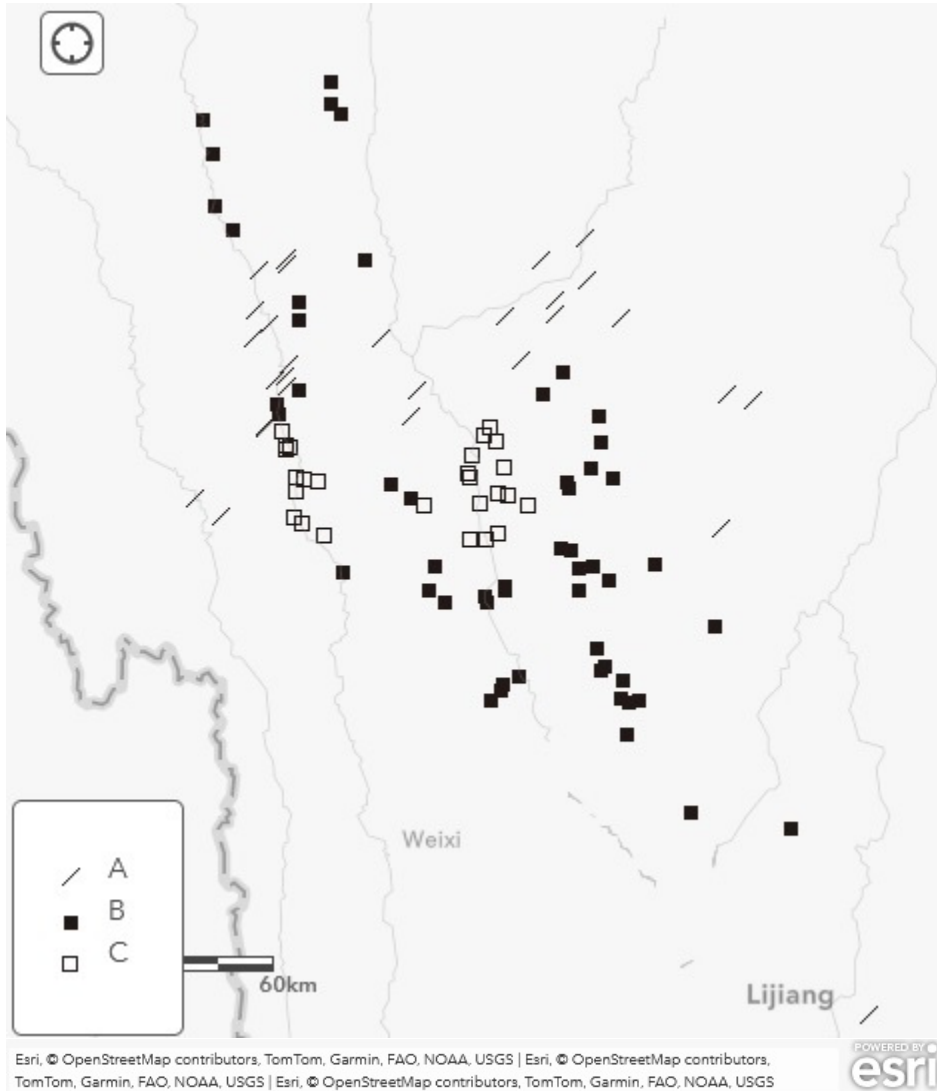 Weixi
A
B
C
60km
Lijiang
Esri, © OpenStreetMap contributors, TomTom, Garmin, FAO, NOAA, USGS | Esri, © OpenStreetMap contributors,
TomTom, Garmin, FAO, NOAA, USGS | Esri, © OpenStreetMap contributors, TomTom, Garmin, FAO, NOAA, USGS
POWERED BY
esri